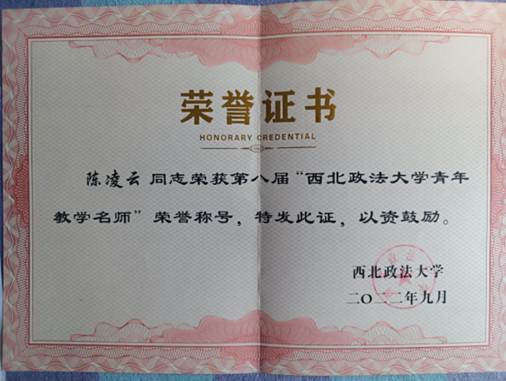 荣誉证书
HONORARY CREDENTIAL
陈凌云 同志荣获第八届“西北政法大学青年
教学名师”荣誉称号，特发此证，以资鼓励。
西北政法大学
二〇二二年九月